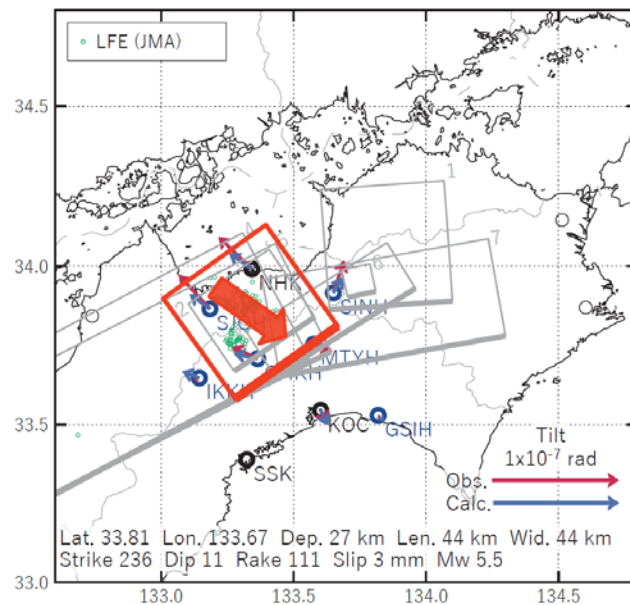 LFE (JMA)
34.5
34.0
33.5
33.0
133.0
133.5
134.0
134.5
1
7
2
NHK
SINH
MTYH
IKKH
KOC
GSIH
SSK
Tilt
1x10⁻⁷ rad
Obs.
Calc.
Lat. 33.81 Lon. 133.67 Dep. 27 km Len. 44 km Wid. 44 km
Strike 236 Dip 11 Rake 111 Slip 3 mm Mw 5.5